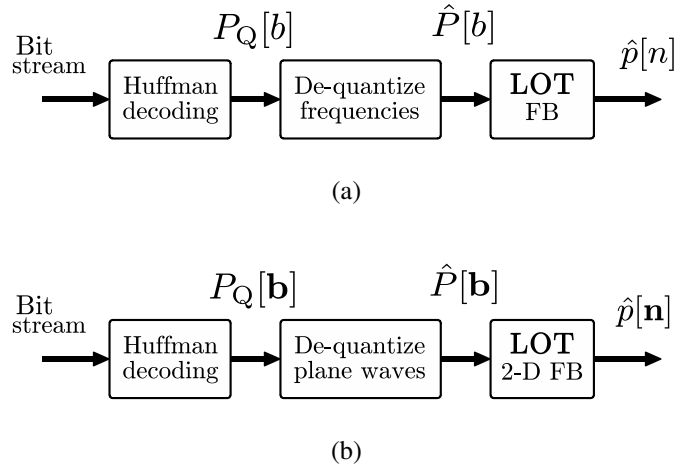 P_Q[b] P̂[b] p̂[n]
Bit
stream
Huffman
decoding
De-quantize
frequencies
LOT
FB
(a)
P_Q[𝐛] P̂[𝐛] p̂[𝐧]
Bit
stream
Huffman
decoding
De-quantize
plane waves
LOT
2-D FB
(b)